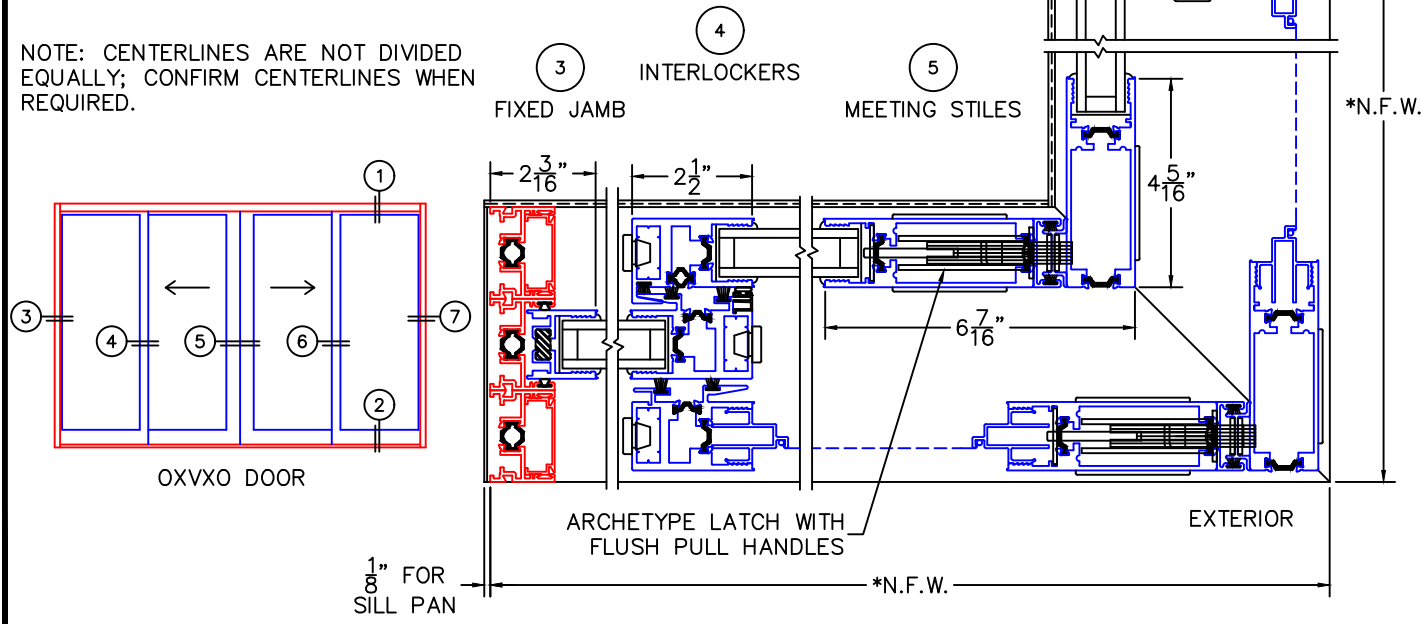 NOTE: CENTERLINES ARE NOT DIVIDED
EQUALLY; CONFIRM CENTERLINES WHEN
REQUIRED.
3
FIXED JAMB
4
INTERLOCKERS
5
MEETING STILES
*N.F.W.
2 3/16"
2 1/2"
4 5/16"
6 7/16"
1
3
4
5
6
7
2
OXVXO DOOR
ARCHETYPE LATCH WITH
FLUSH PULL HANDLES
EXTERIOR
1/8" FOR
SILL PAN
*N.F.W.